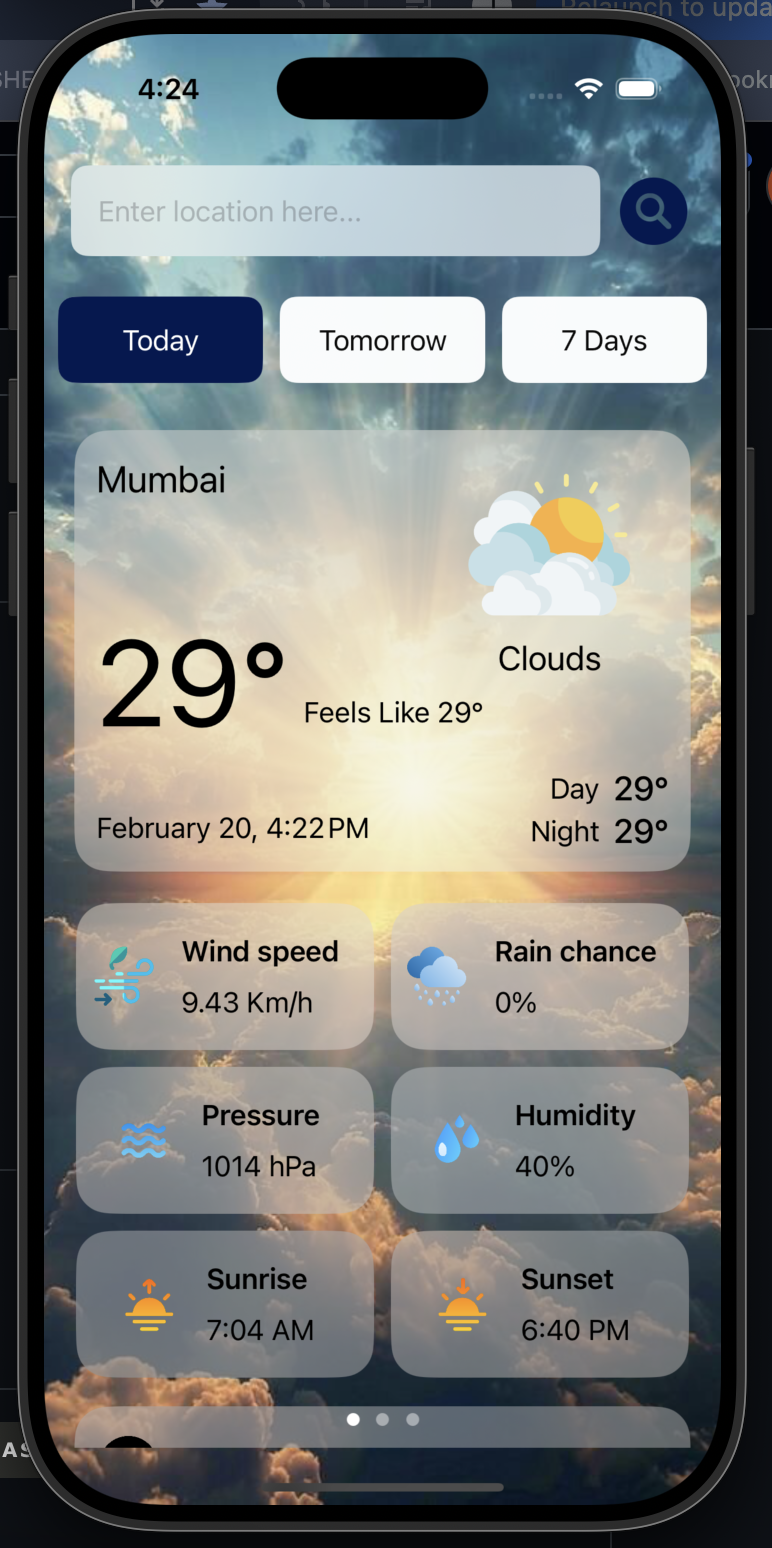 Relaunch to upda
SHE
4:24
Enter location here...
Today
Tomorrow
7 Days
Mumbai
Clouds
29°
Feels Like 29°
Day 29°
February 20, 4:22 PM
Night 29°
Wind speed
9.43 Km/h
Rain chance
0%
Pressure
1014 hPa
Humidity
40%
Sunrise
7:04 AM
Sunset
6:40 PM
AS